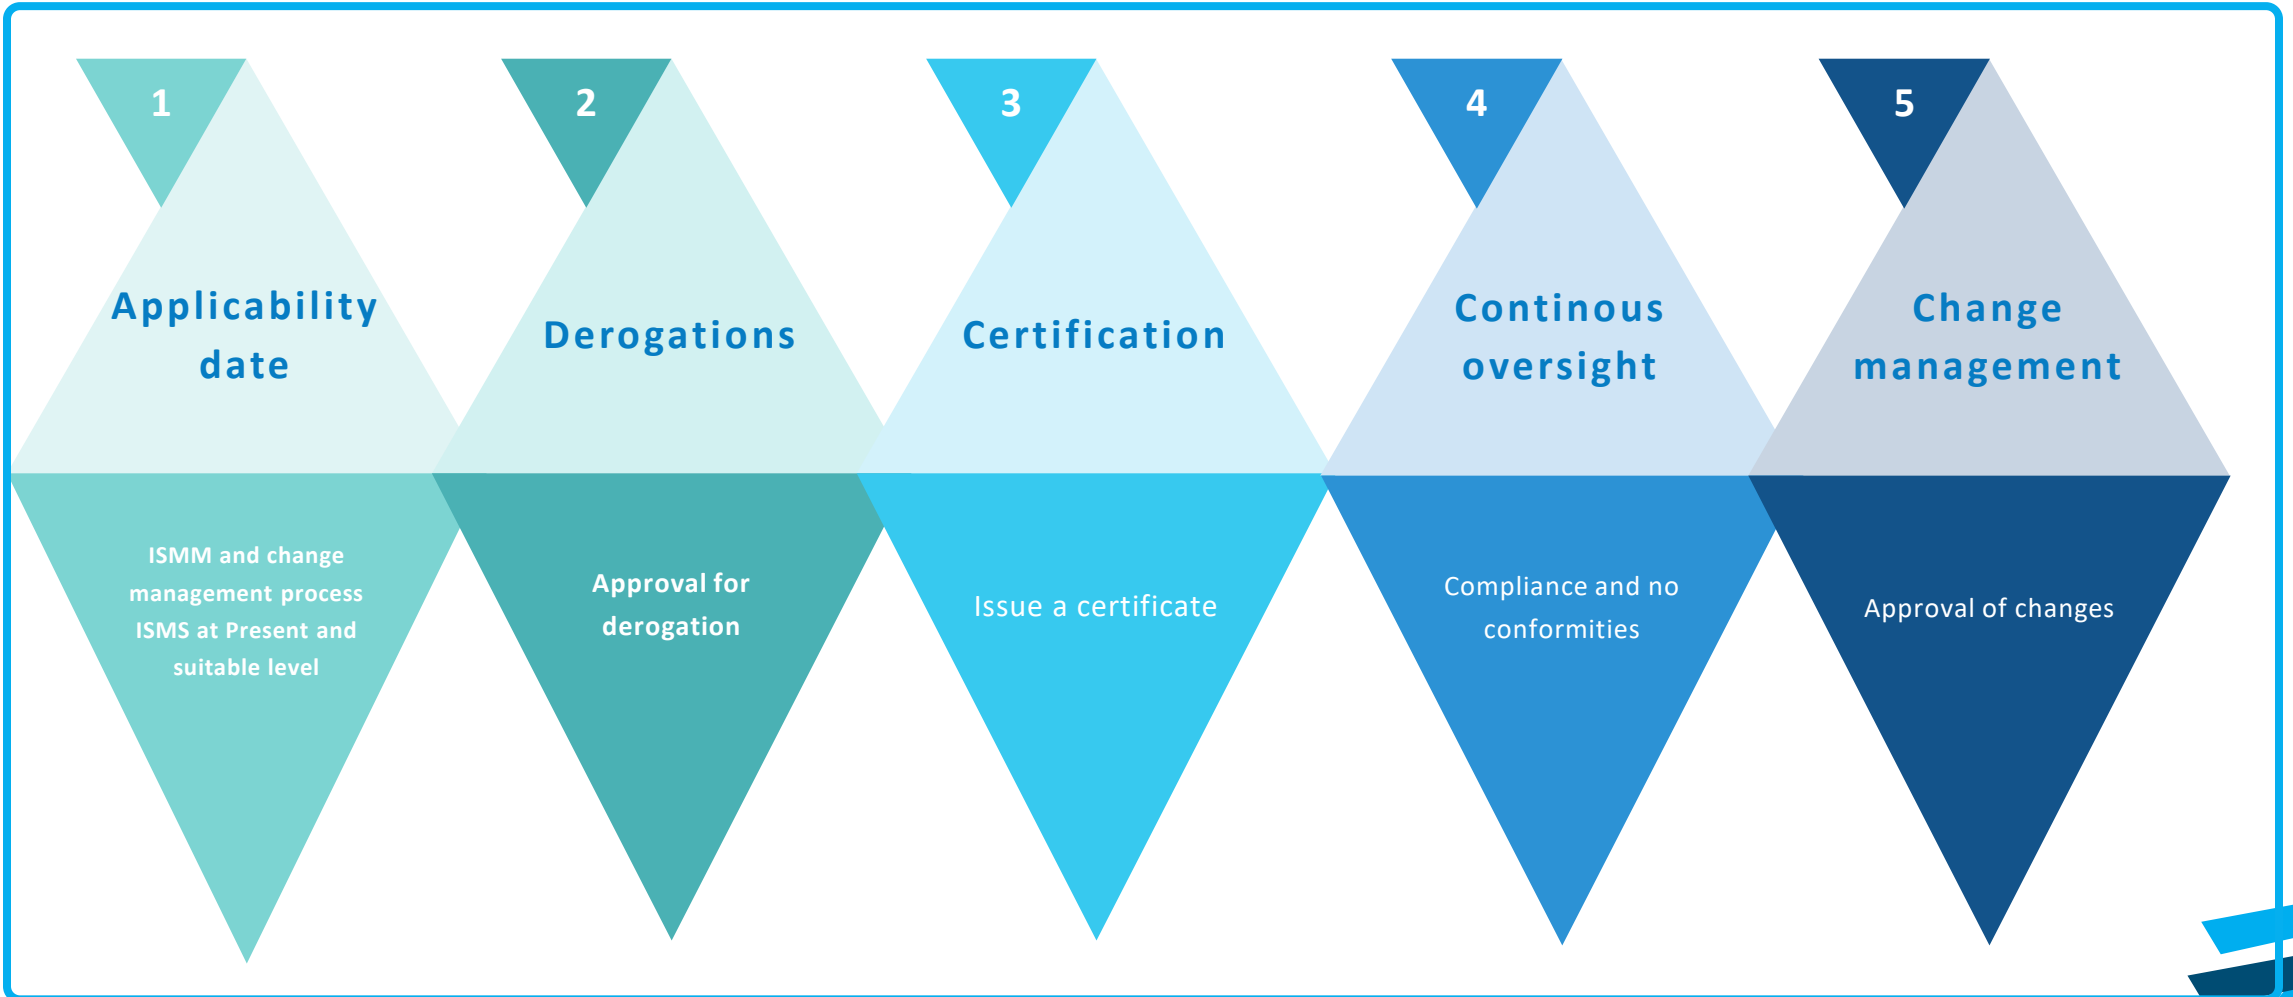 1
Applicability
date
ISMM and change
management process
ISMS at Present and
suitable level
2
Derogations
Approval for
derogation
3
Certification
Issue a certificate
4
Continous
oversight
Compliance and no
conformities
5
Change
management
Approval of changes